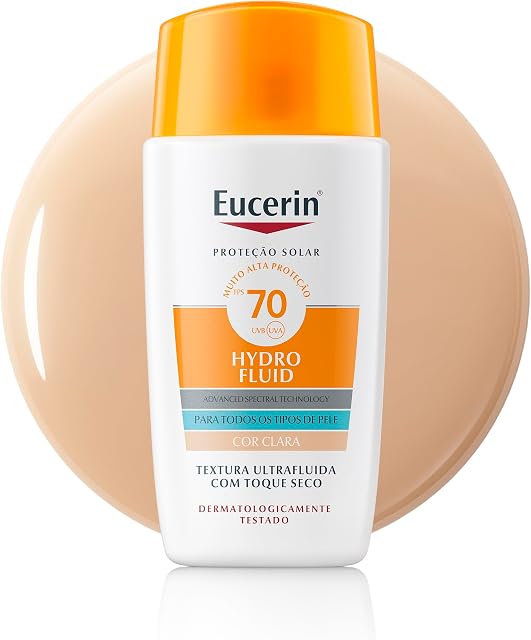 Eucerin®
PROTEÇÃO SOLAR
MUITO ALTA PROTEÇÃO
FPS 70
UVB UVA
HYDRO
FLUID
ADVANCED SPECTRAL TECHNOLOGY
PARA TODOS OS TIPOS DE PELE
COR CLARA
TEXTURA ULTRAFLUIDA
COM TOQUE SECO
DERMATOLOGICAMENTE
TESTADO